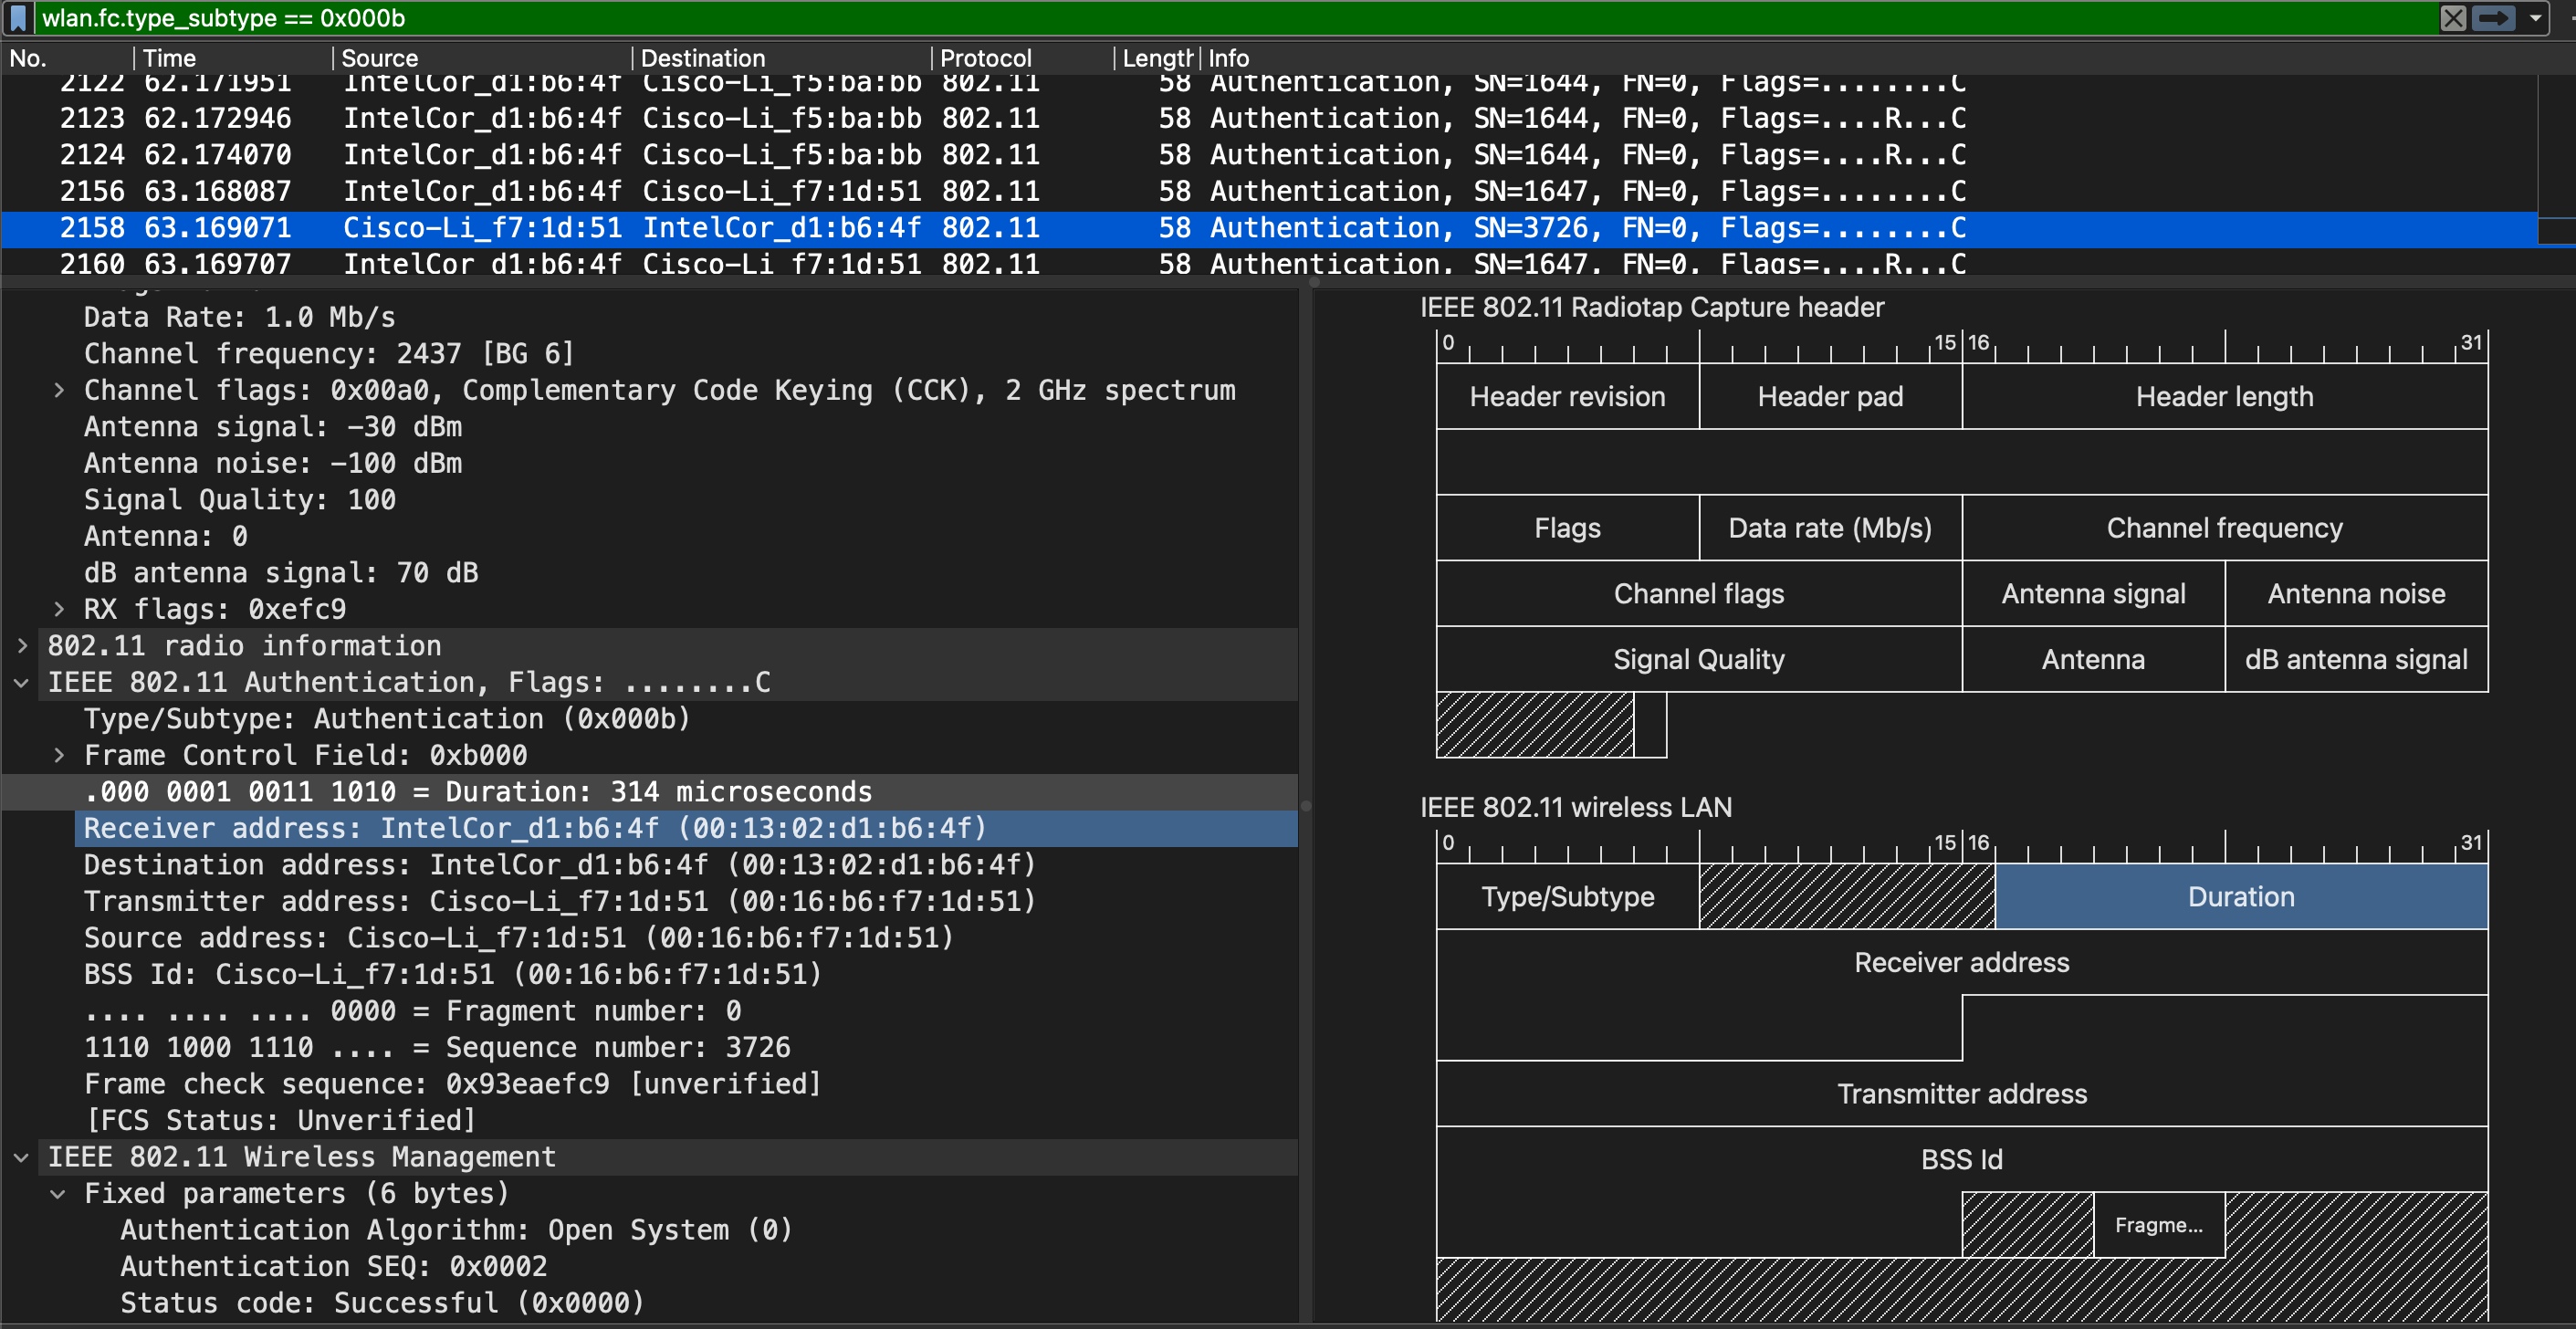 wlan.fc.type_subtype == 0x000b
No. Time Source Destination Protocol Length Info
2122 62.171951 IntelCor_d1:b6:4f Cisco-Li_f5:ba:bb 802.11 58 Authentication, SN=1644, FN=0, Flags=........C
2123 62.172946 IntelCor_d1:b6:4f Cisco-Li_f5:ba:bb 802.11 58 Authentication, SN=1644, FN=0, Flags=....R...C
2124 62.174070 IntelCor_d1:b6:4f Cisco-Li_f5:ba:bb 802.11 58 Authentication, SN=1644, FN=0, Flags=....R...C
2156 63.168087 IntelCor_d1:b6:4f Cisco-Li_f7:1d:51 802.11 58 Authentication, SN=1647, FN=0, Flags=........C
2158 63.169071 Cisco-Li_f7:1d:51 IntelCor_d1:b6:4f 802.11 58 Authentication, SN=3726, FN=0, Flags=........C
2160 63.169707 IntelCor_d1:b6:4f Cisco-Li_f7:1d:51 802.11 58 Authentication, SN=1647, FN=0, Flags=....R...C
Data Rate: 1.0 Mb/s
Channel frequency: 2437 [BG 6]
Channel flags: 0x00a0, Complementary Code Keying (CCK), 2 GHz spectrum
Antenna signal: -30 dBm
Antenna noise: -100 dBm
Signal Quality: 100
Antenna: 0
dB antenna signal: 70 dB
RX flags: 0xefc9
802.11 radio information
IEEE 802.11 Authentication, Flags: ........C
Type/Subtype: Authentication (0x000b)
Frame Control Field: 0xb000
.000 0001 0011 1010 = Duration: 314 microseconds
Receiver address: IntelCor_d1:b6:4f (00:13:02:d1:b6:4f)
Destination address: IntelCor_d1:b6:4f (00:13:02:d1:b6:4f)
Transmitter address: Cisco-Li_f7:1d:51 (00:16:b6:f7:1d:51)
Source address: Cisco-Li_f7:1d:51 (00:16:b6:f7:1d:51)
BSS Id: Cisco-Li_f7:1d:51 (00:16:b6:f7:1d:51)
.... .... .... 0000 = Fragment number: 0
1110 1000 1110 .... = Sequence number: 3726
Frame check sequence: 0x93eaefc9 [unverified]
[FCS Status: Unverified]
IEEE 802.11 Wireless Management
Fixed parameters (6 bytes)
Authentication Algorithm: Open System (0)
Authentication SEQ: 0x0002
Status code: Successful (0x0000)
IEEE 802.11 Radiotap Capture header
0 15 16 31
Header revision Header pad Header length
Flags Data rate (Mb/s) Channel frequency
Channel flags Antenna signal Antenna noise
Signal Quality Antenna dB antenna signal
IEEE 802.11 wireless LAN
0 15 16 31
Type/Subtype Duration
Receiver address
Transmitter address
BSS Id
Fragme...